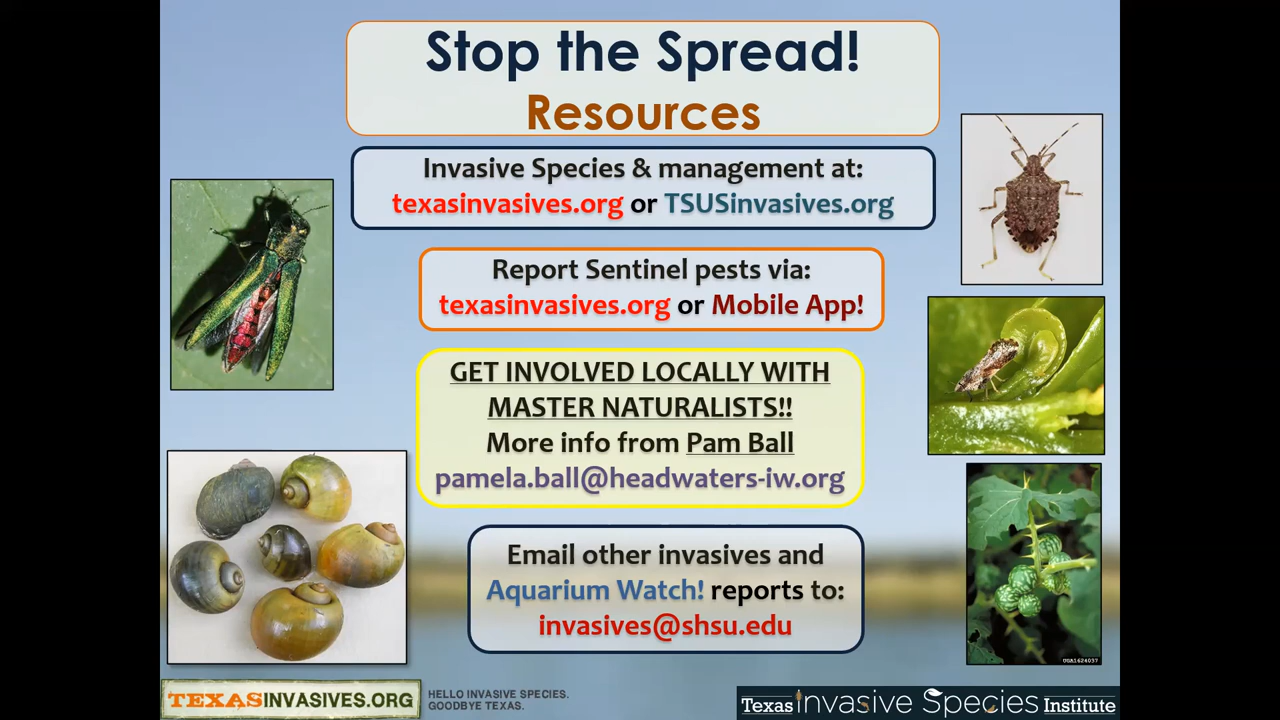 Stop the Spread!
Resources
Invasive Species & management at:
texasinvasives.org or TSUSinvasives.org
Report Sentinel pests via:
texasinvasives.org or Mobile App!
GET INVOLVED LOCALLY WITH
MASTER NATURALISTS!!
More info from Pam Ball
pamela.ball@headwaters-iw.org
Email other invasives and
Aquarium Watch! reports to:
invasives@shsu.edu
UGA1624037
TEXASINVASIVES.ORG
HELLO INVASIVE SPECIES.
GOODBYE TEXAS.
Texas Invasive Species Institute